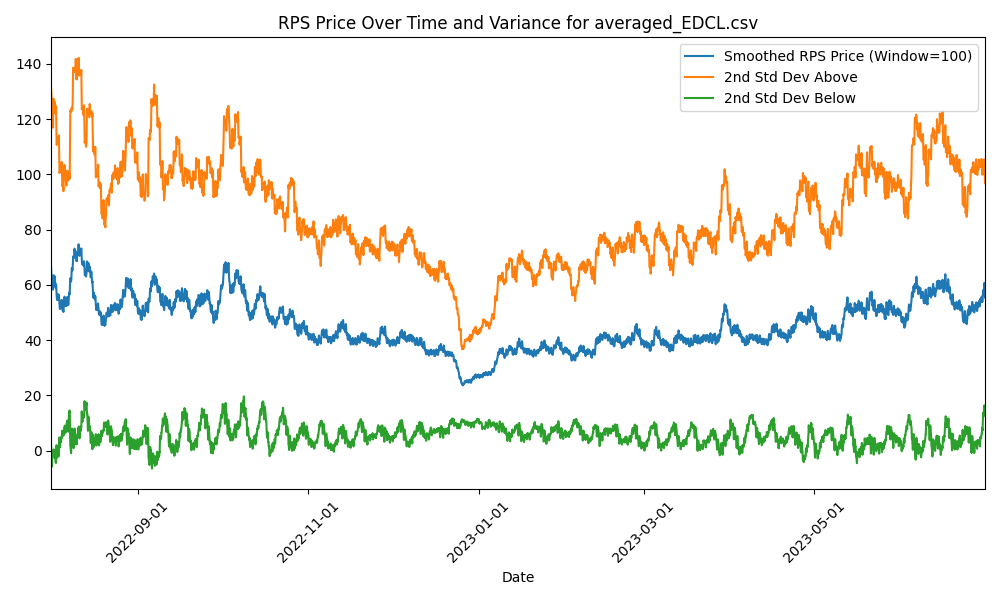 RPS Price Over Time and Variance for averaged_EDCL.csv
Smoothed RPS Price (Window=100)
2nd Std Dev Above
2nd Std Dev Below
140
120
100
80
60
40
20
0
2022-09-01
2022-11-01
2023-01-01
2023-03-01
2023-05-01
Date